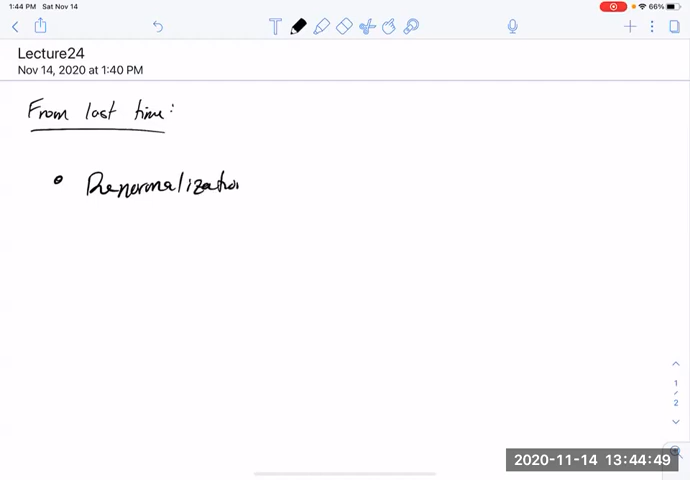 1:44 PM Sat Nov 14
66%
Lecture24
Nov 14, 2020 at 1:40 PM
From last time:
• Renormalization
1
2
2020-11-14 13:44:49